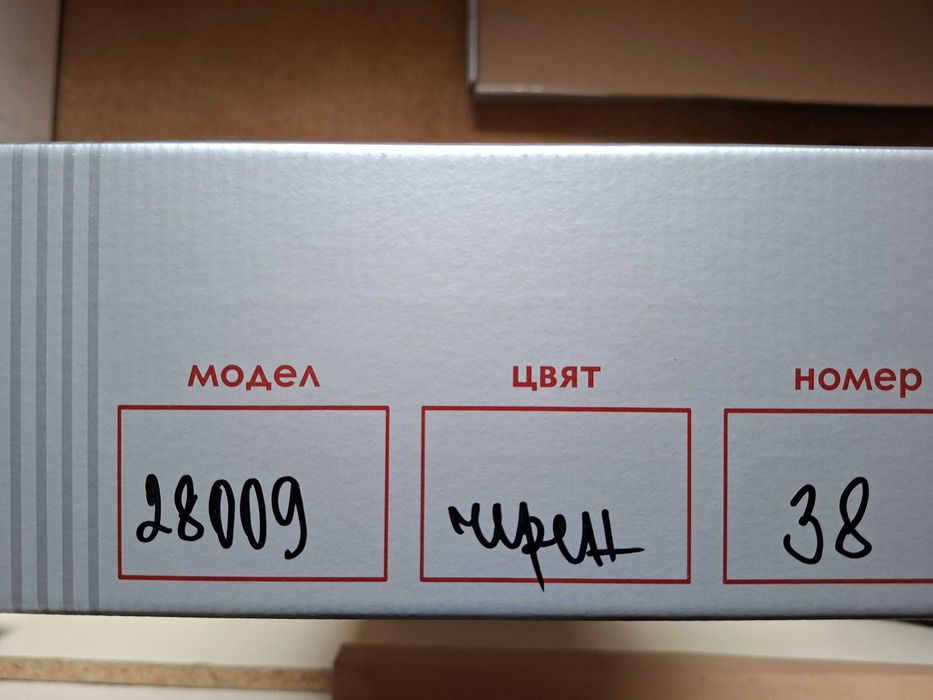 модел цвят номер
28009 черен 38